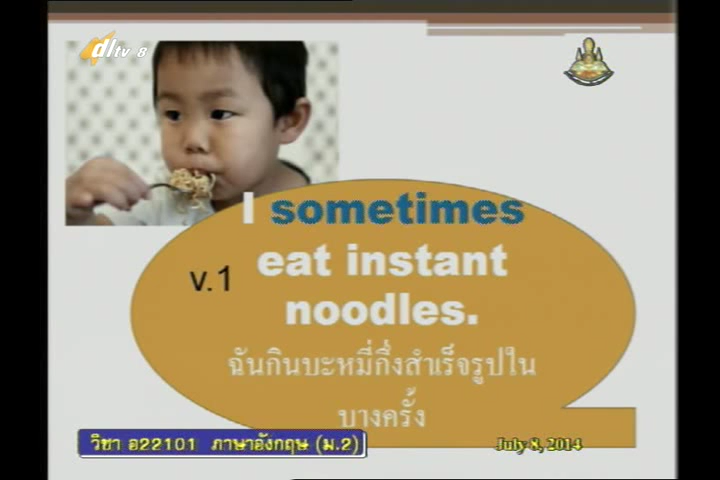 dltv 8
I sometimes
eat instant
v.1
noodles.
ฉันกินบะหมี่กึ่งสำเร็จรูปใน
บางครั้ง
วิชา อ22101 ภาษาอังกฤษ (ม.2)
July 8, 2014